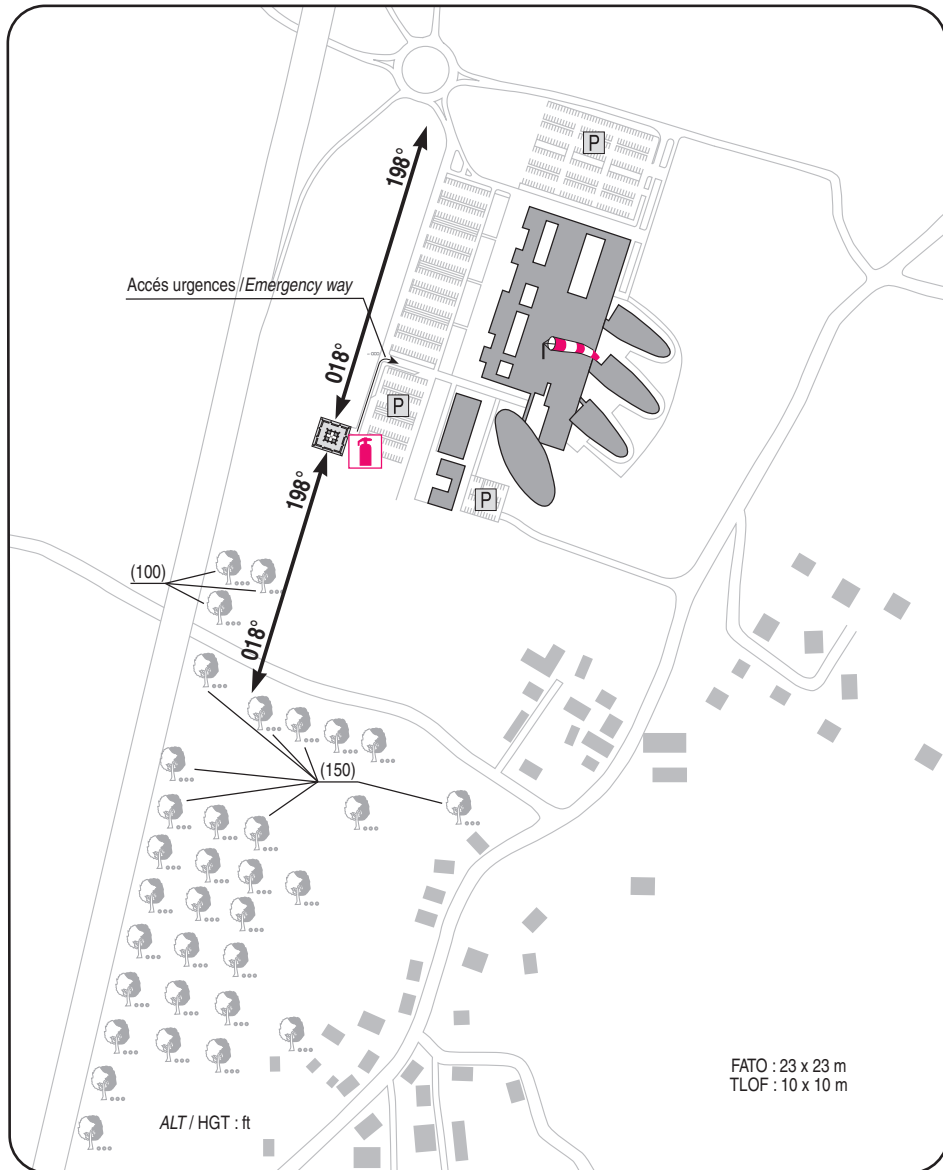 198°
P
Accés urgences / Emergency way
018°
P
198°
P
(100)
018°
(150)
FATO : 23 x 23 m
TLOF : 10 x 10 m
ALT / HGT : ft